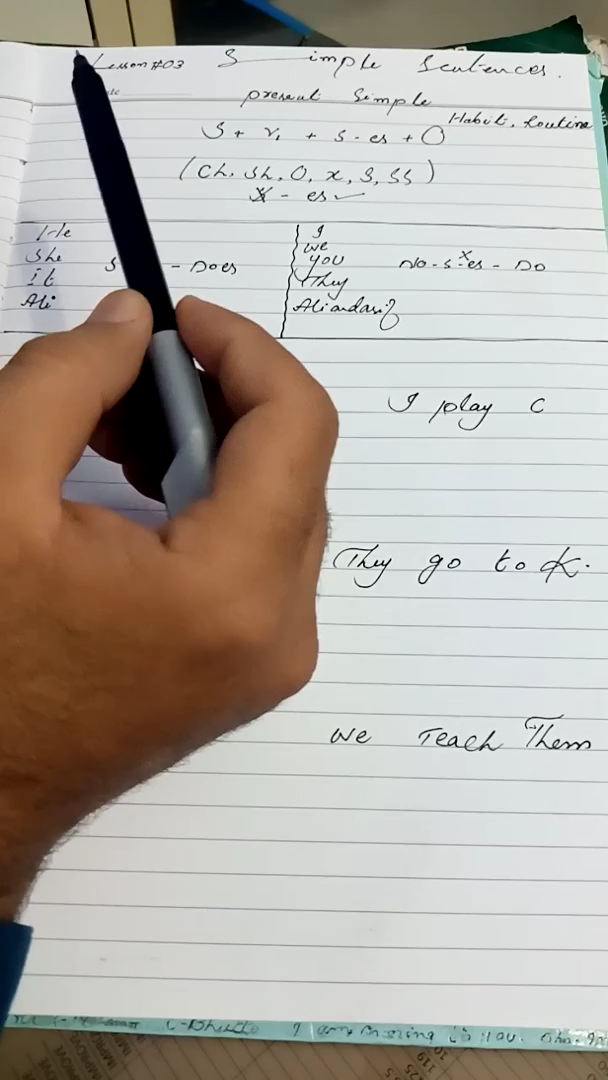 Lesson #03 Simple Sentences.
present Simple
S + V1 + s-es + O Habit, Routine
(Ch, Sh, O, x, S, SS)
es ✓
He
She
it
Ali
S - Does
I
we
you
They
Ali and asif
No-s-es - Do
I play C
They go to K.
we Teach Them